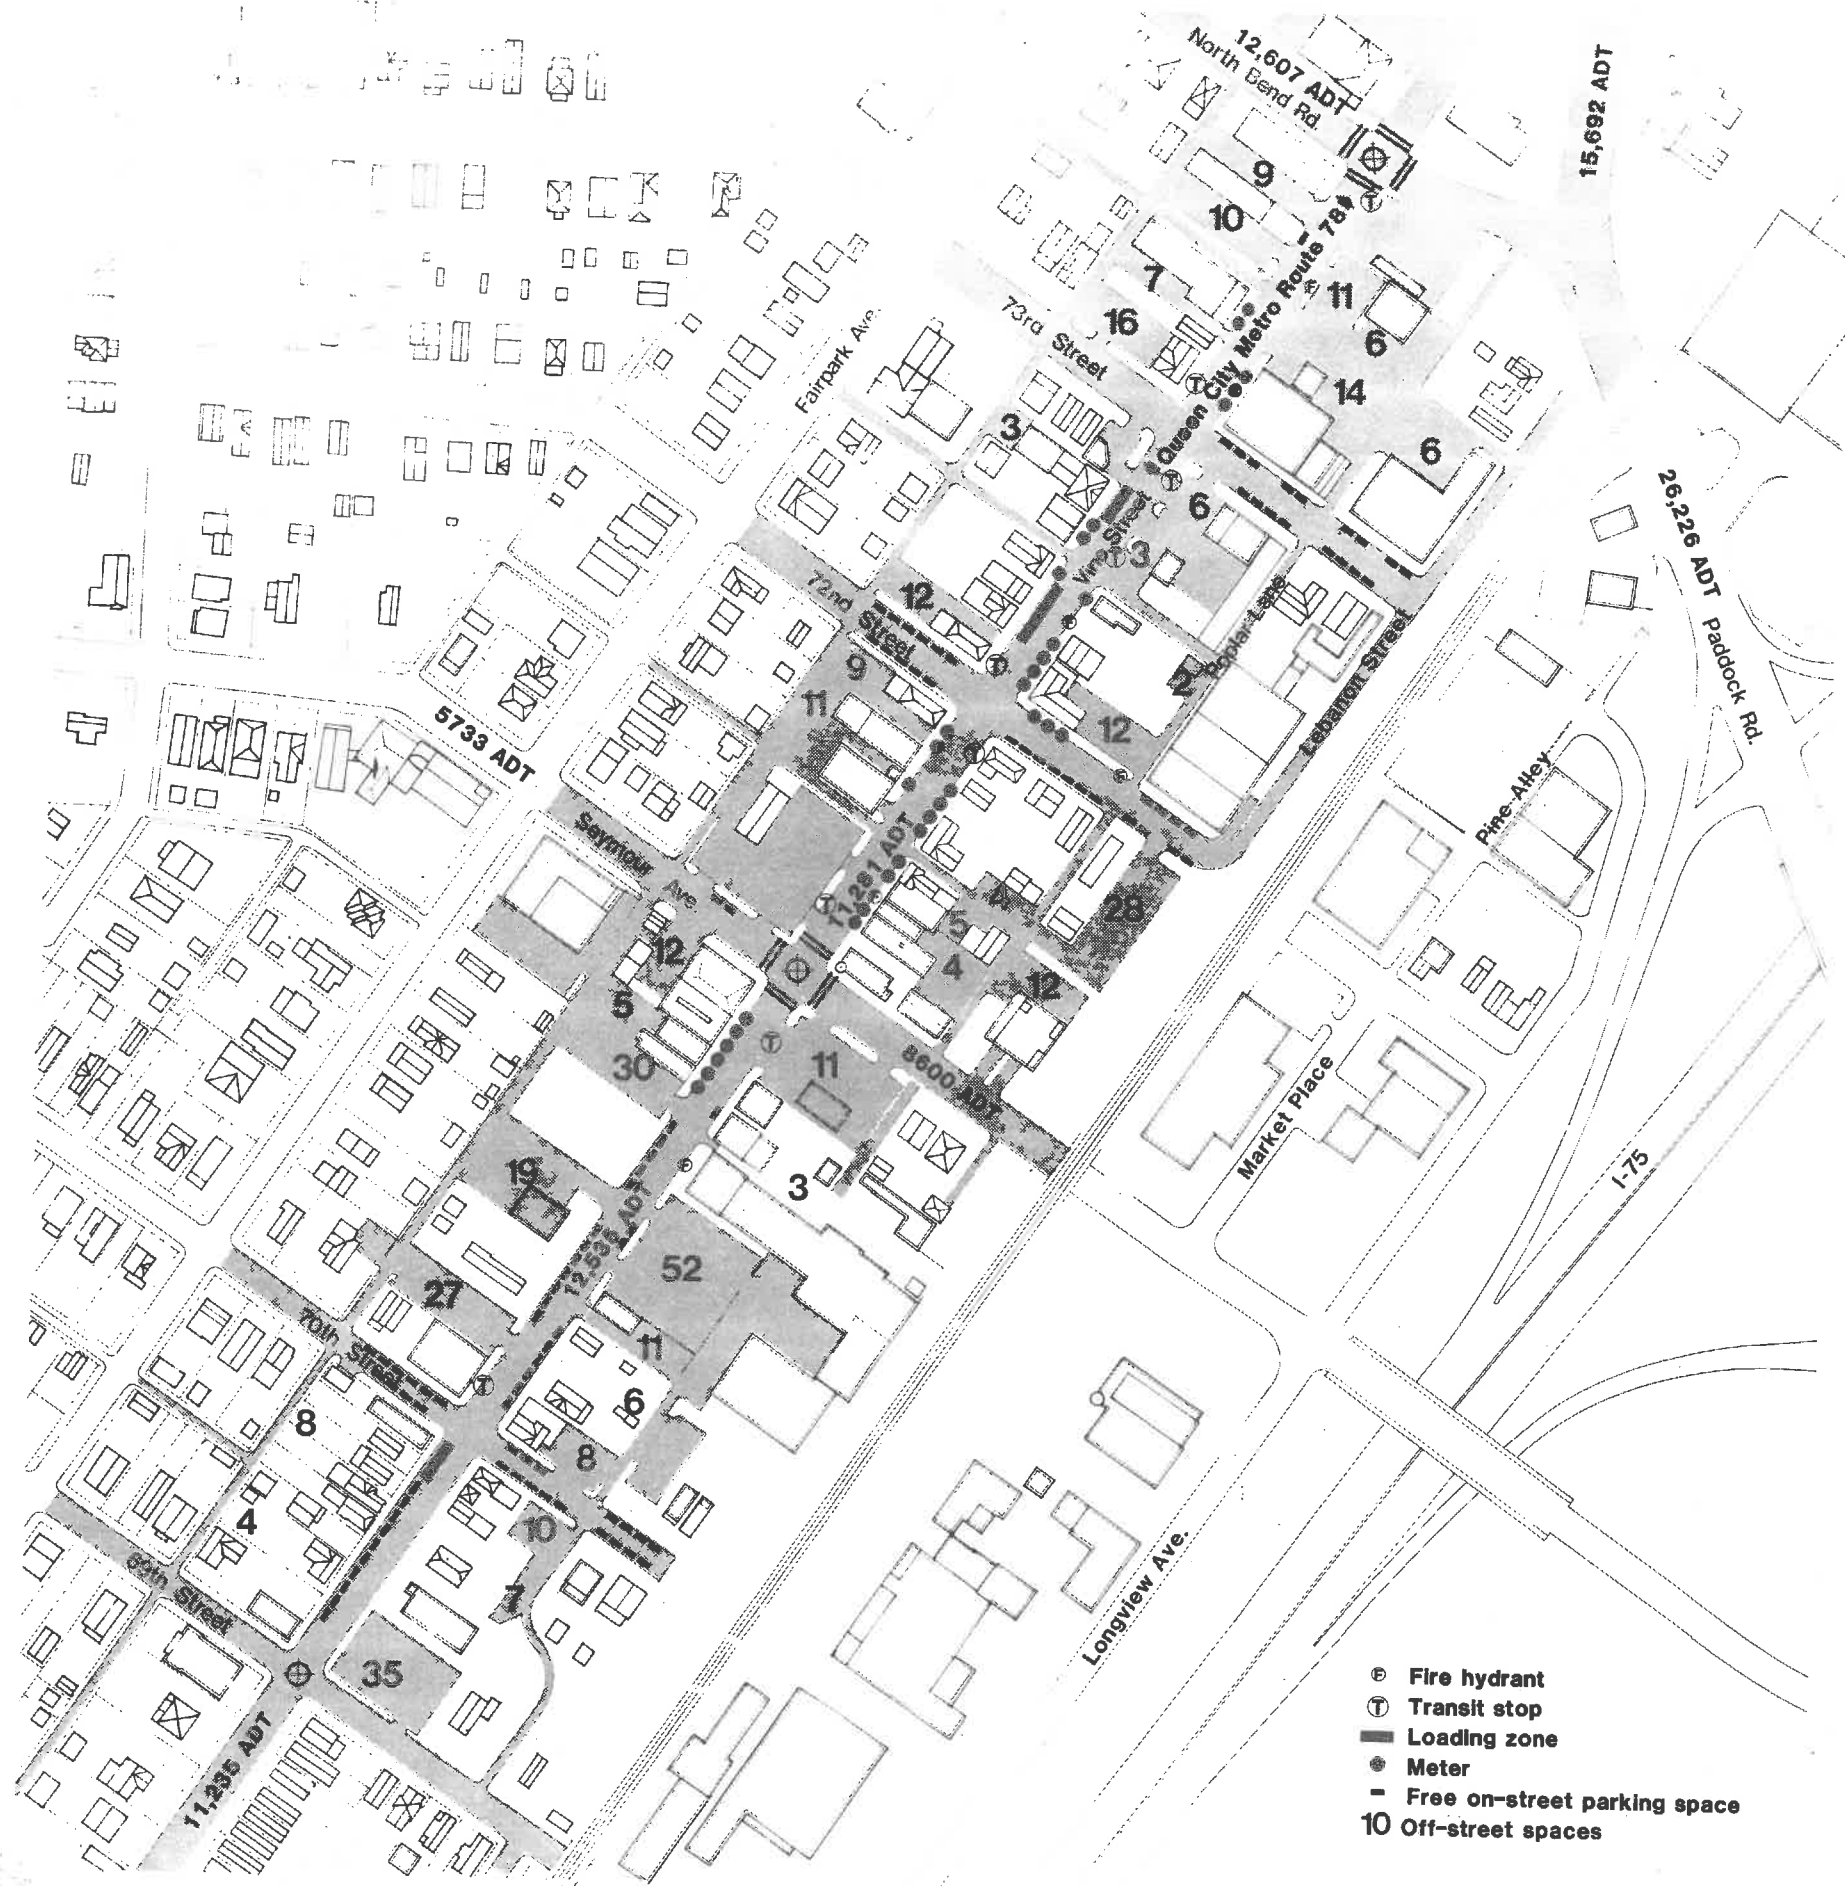 12,607 ADT
North Bend Rd.
15,692 ADT
9
10
Queen City Metro Route 78
T
7
F
11
16
6
73rd Street
T
14
Fairpark Ave.
3
6
T
6
26,226 ADT Paddock Rd.
Vine Street
T
3
72nd
Street
12
F
Poplar Lane
9
T
2
Lebanon Street
11
12
5733 ADT
T
F
Pine Alley
Seymour
Ave
11,281 ADT
T
28
5
12
4
5
12
T
30
11
8600 ADT
Market Place
I-75
F
19
3
12,535 ADT
52
27
70th
Street
11
T
6
8
8
4
10
69th Street
7
Longview Ave.
35
11,235 ADT
F Fire hydrant
T Transit stop
Loading zone
Meter
Free on-street parking space
10 Off-street spaces